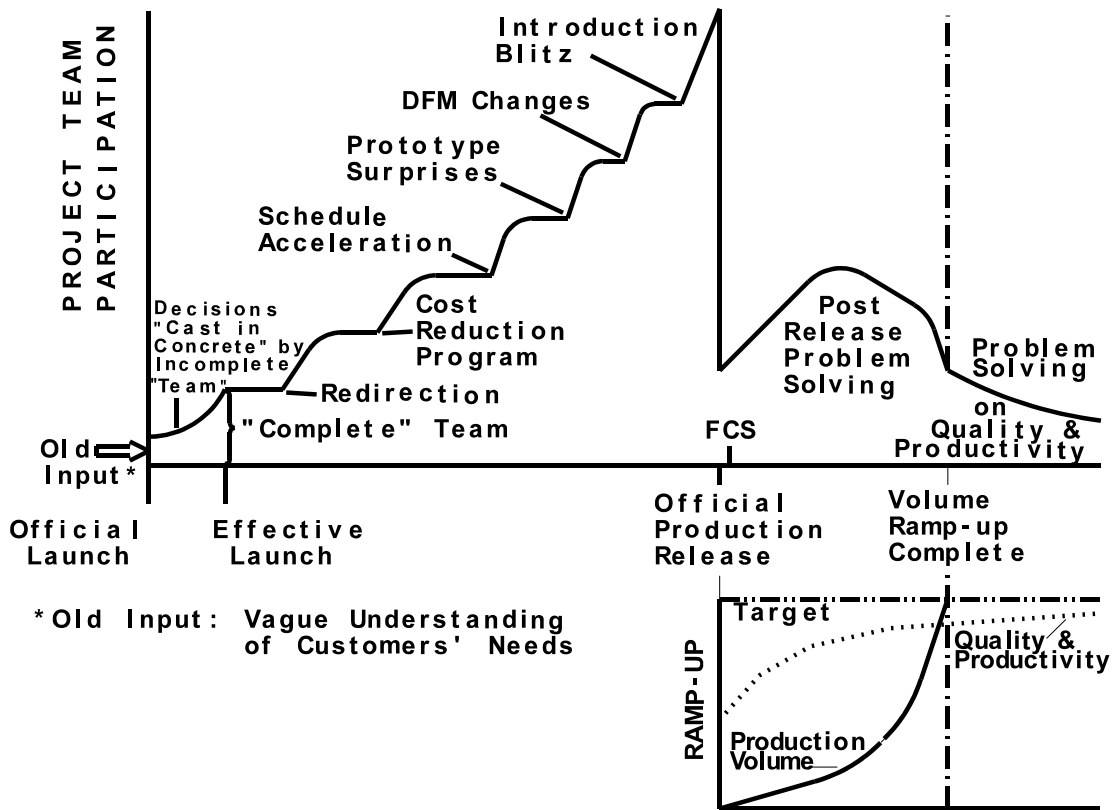 PROJECT TEAM
PARTICIPATION
Introduction
Blitz
DFM Changes
Prototype
Surprises
Schedule
Acceleration
Cost
Reduction
Program
Redirection
Decisions
"Cast in
Concrete" by
Incomplete
"Team"
"Complete" Team
Old
Input*
Post
Release
Problem
Solving
Problem
Solving
on
Quality &
Productivity
FCS
Official
Launch
Effective
Launch
Official
Production
Release
Volume
Ramp-up
Complete
* Old Input: Vague Understanding
of Customers' Needs
RAMP-UP
Target
Quality &
Productivity
Production
Volume